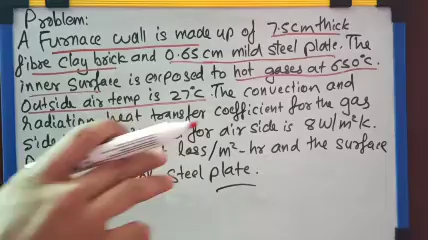 Problem:
A Furnace wall is made up of 7.5cm thick
fibre clay brick and 0.65 cm mild steel plate. The
inner surface is exposed to hot gases at 650°c.
Outside air temp is 27°c. The convection and
radiation heat transfer coefficient for the gas
side for air side is 8W/m²k.
loss/m²-hr and the surface
steel plate.